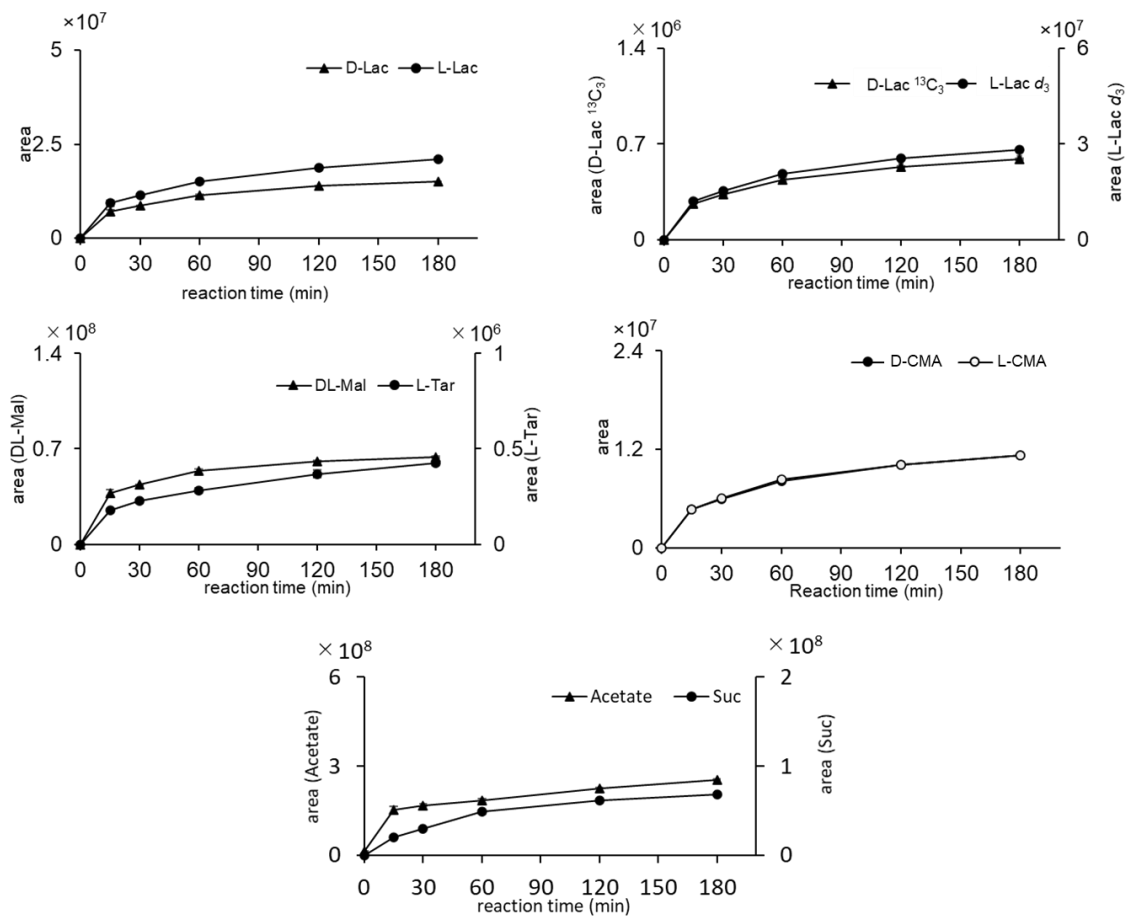 ×10⁷
5
2.5
0
area
D-Lac L-Lac
0 30 60 90 120 150 180
reaction time (min)
× 10⁶
×10⁷
1.4
0.7
0
6
3
0
area (D-Lac ¹³C₃)
area (L-Lac d₃)
D-Lac ¹³C₃ L-Lac d₃
0 30 60 90 120 150 180
reaction time (min)
× 10⁸
× 10⁶
1.4
0.7
0
1
0.5
0
area (DL-Mal)
area (L-Tar)
DL-Mal L-Tar
0 30 60 90 120 150 180
reaction time (min)
×10⁷
2.4
1.2
0
area
D-CMA L-CMA
0 30 60 90 120 150 180
Reaction time (min)
× 10⁸
× 10⁸
6
3
0
2
1
0
area (Acetate)
area (Suc)
Acetate Suc
0 30 60 90 120 150 180
reaction time (min)